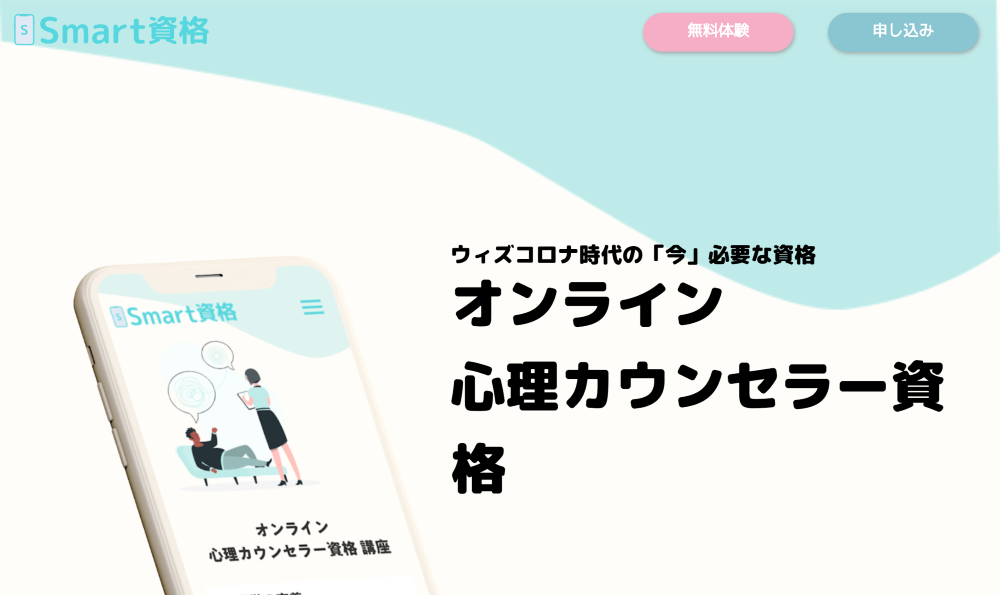 Smart資格
無料体験
申し込み
ウィズコロナ時代の「今」必要な資格
オンライン
心理カウンセラー資
格
S
Smart資格
オンライン
心理カウンセラー資格 講座